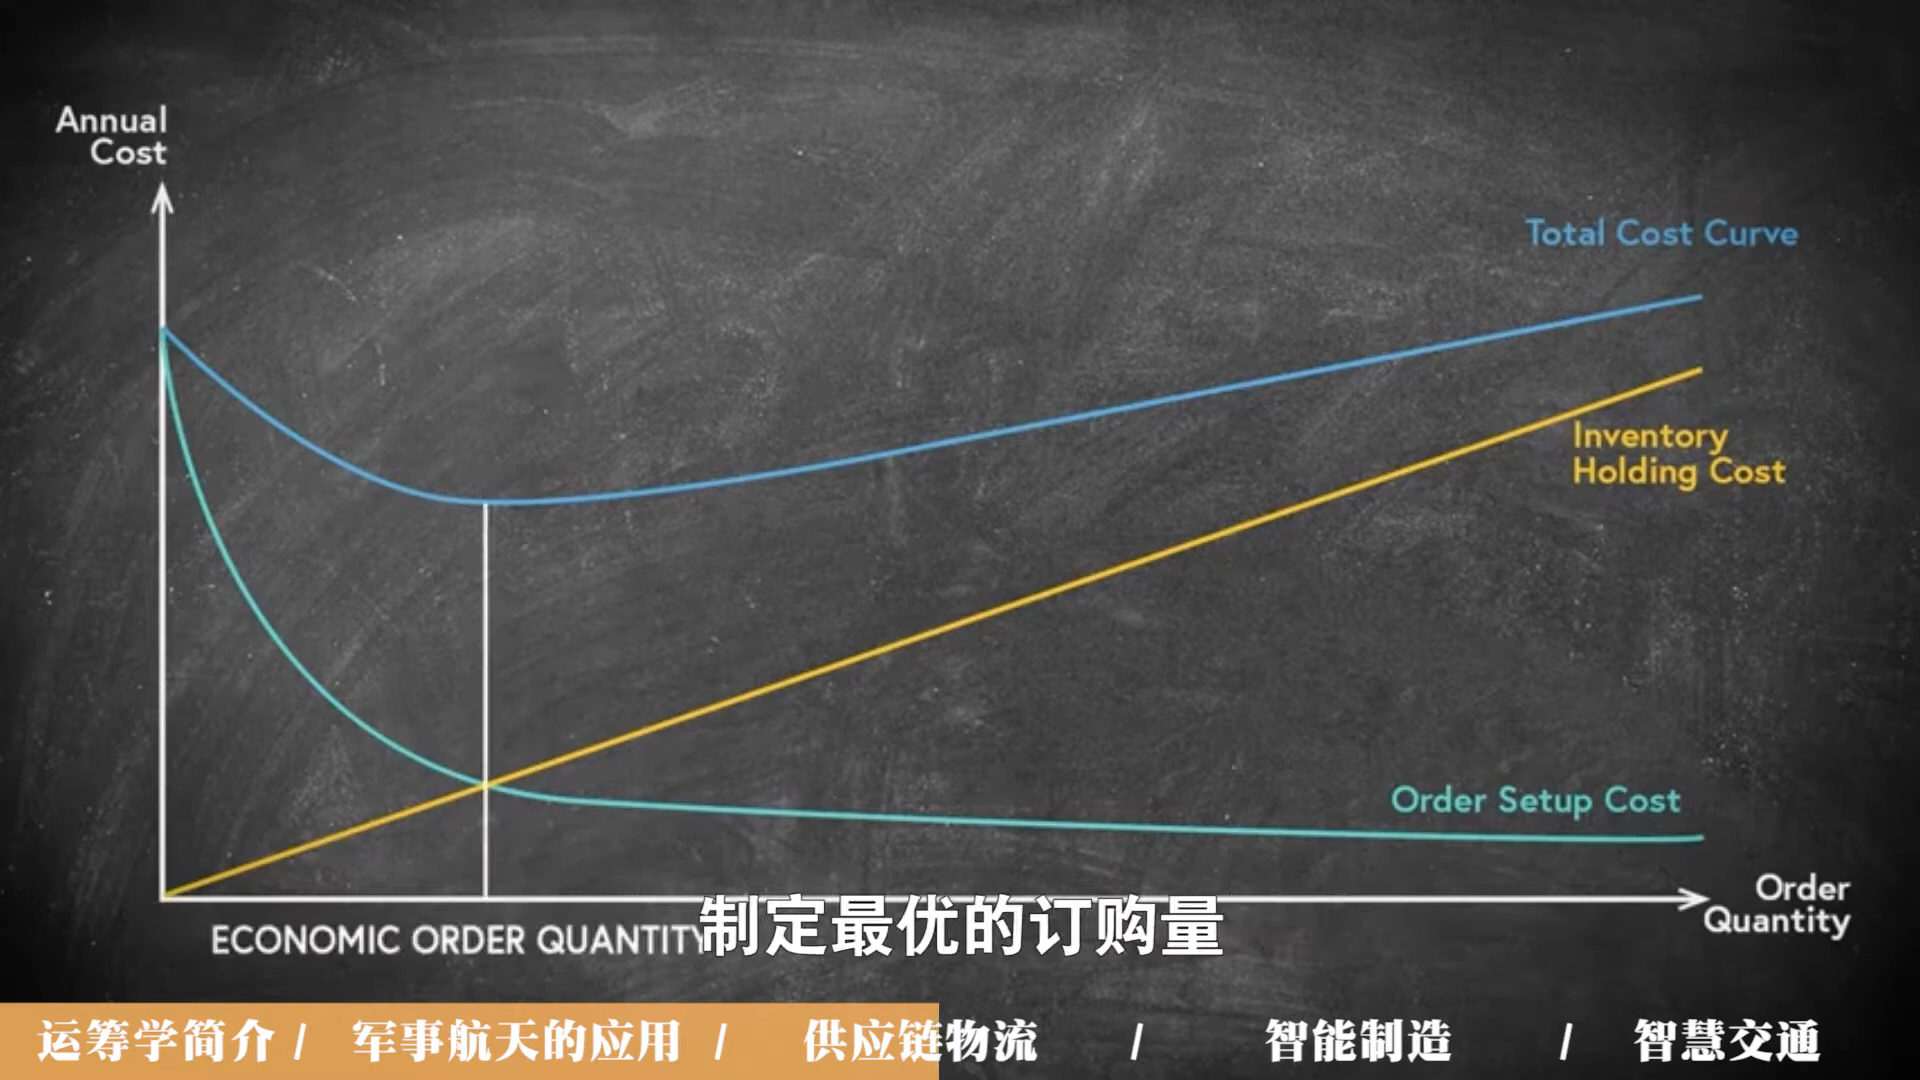 Annual
Cost
Total Cost Curve
Inventory
Holding Cost
Order Setup Cost
Order
Quantity
ECONOMIC ORDER QUANTITY
制定最优的订购量
运筹学简介 / 军事航天的应用 / 供应链物流 / 智能制造 / 智慧交通